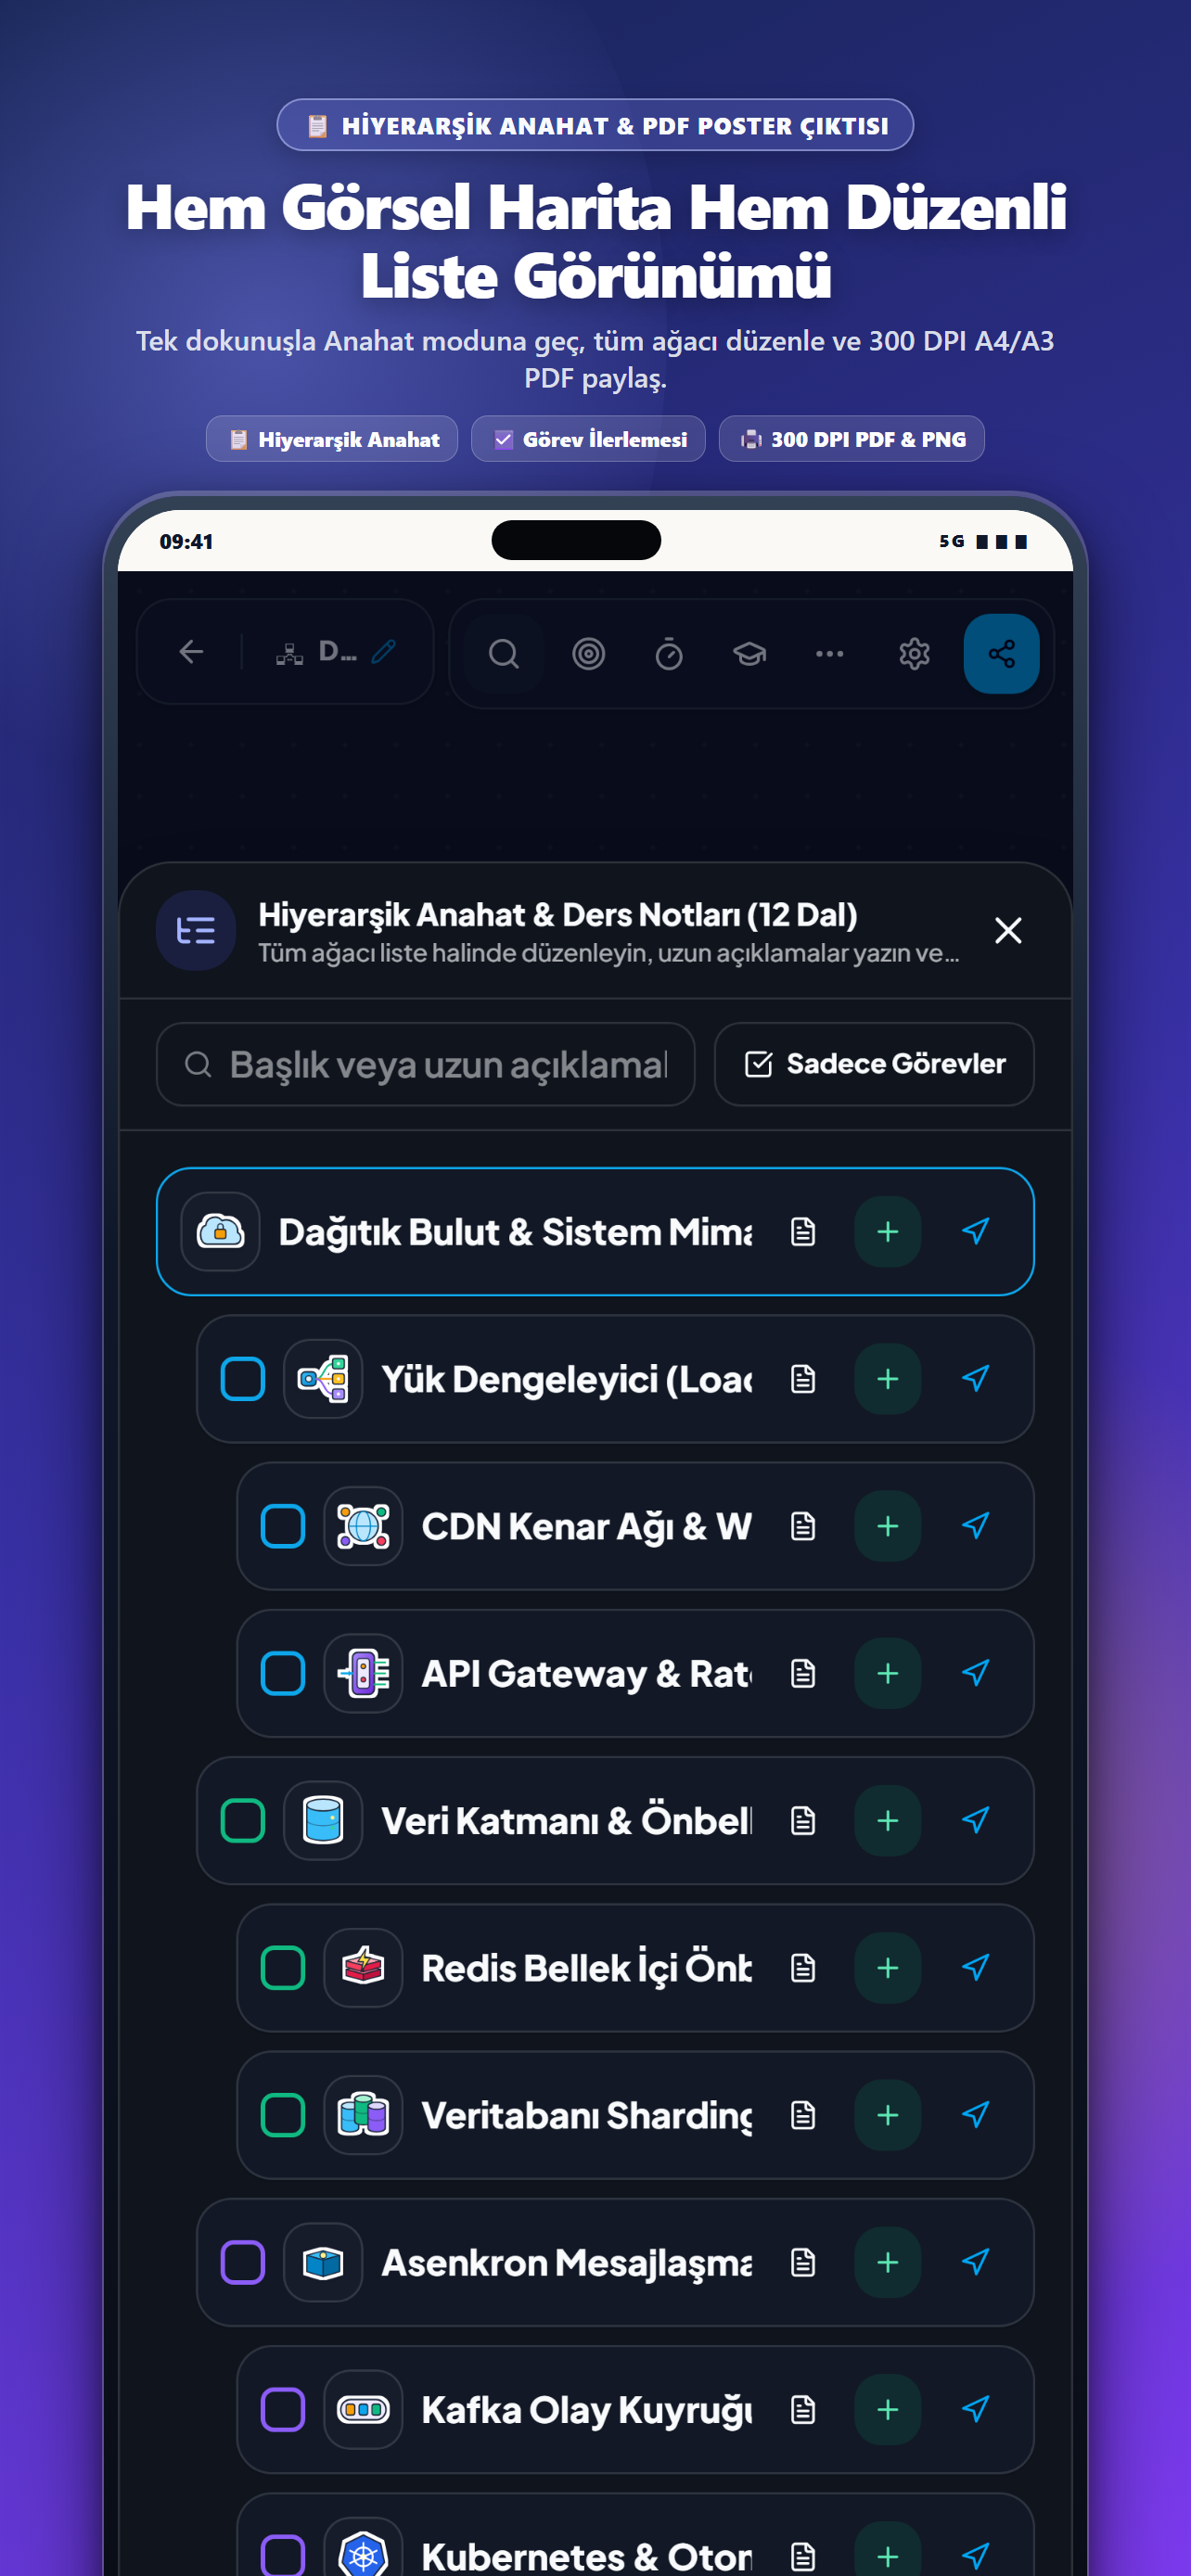 HİYERARŞİK ANAHAT & PDF POSTER ÇIKTISI
Hem Görsel Harita Hem Düzenli
Liste Görünümü
Tek dokunuşla Anahat moduna geç, tüm ağacı düzenle ve 300 DPI A4/A3
PDF paylaş.
Hiyerarşik Anahat
Görev İlerlemesi
300 DPI PDF & PNG
09:41
5G
D...
Hiyerarşik Anahat & Ders Notları (12 Dal)
Tüm ağacı liste halinde düzenleyin, uzun açıklamalar yazın ve...
Başlık veya uzun açıklamal
Sadece Görevler
Dağıtık Bulut & Sistem Mima
Yük Dengeleyici (Load
CDN Kenar Ağı & W
API Gateway & Rate
Veri Katmanı & Önbell
Redis Bellek İçi Önb
Veritabanı Sharding
Asenkron Mesajlaşma
Kafka Olay Kuyruğu
Kubernetes & Oton